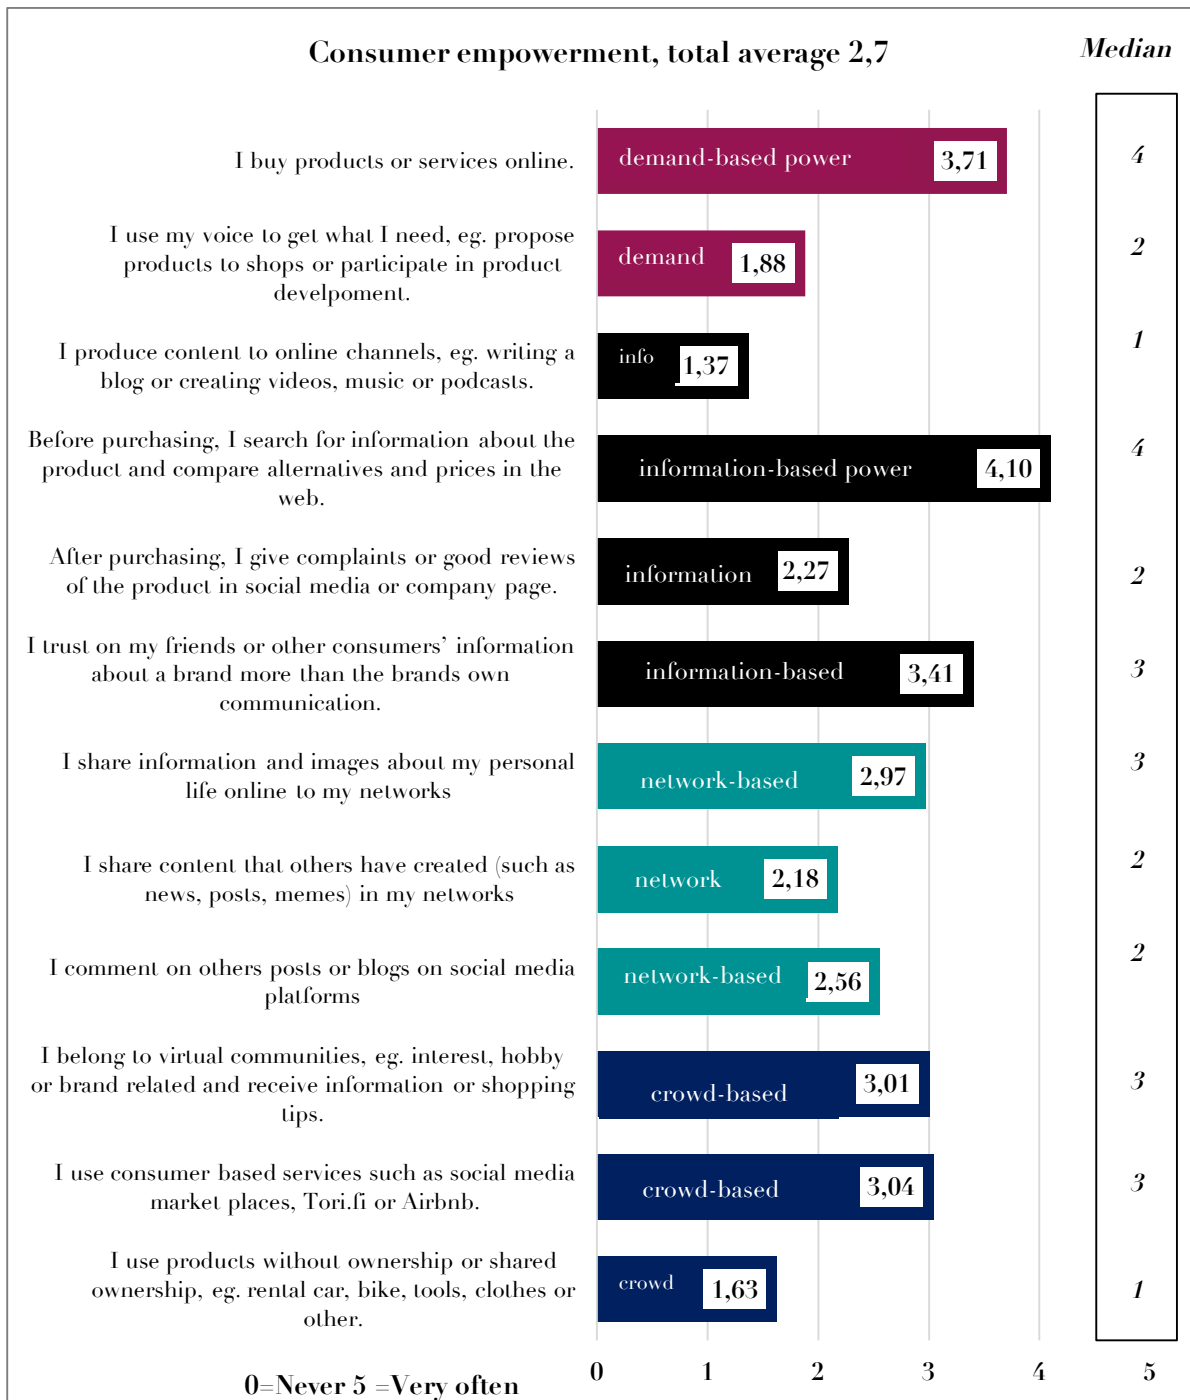 Consumer empowerment, total average 2,7
Median
I buy products or services online.
demand-based power
3,71
4
I use my voice to get what I need, eg. propose
products to shops or participate in product
develpoment.
demand
1,88
2
I produce content to online channels, eg. writing a
blog or creating videos, music or podcasts.
info
1,37
1
Before purchasing, I search for information about the
product and compare alternatives and prices in the
web.
information-based power
4,10
4
After purchasing, I give complaints or good reviews
of the product in social media or company page.
information
2,27
2
I trust on my friends or other consumers’ information
about a brand more than the brands own
communication.
information-based
3,41
3
I share information and images about my personal
life online to my networks
network-based
2,97
3
I share content that others have created (such as
news, posts, memes) in my networks
network
2,18
2
I comment on others posts or blogs on social media
platforms
network-based
2,56
2
I belong to virtual communities, eg. interest, hobby
or brand related and receive information or shopping
tips.
crowd-based
3,01
3
I use consumer based services such as social media
market places, Tori.fi or Airbnb.
crowd-based
3,04
3
I use products without ownership or shared
ownership, eg. rental car, bike, tools, clothes or
other.
crowd
1,63
1
0 1 2 3 4 5
0=Never 5 =Very often